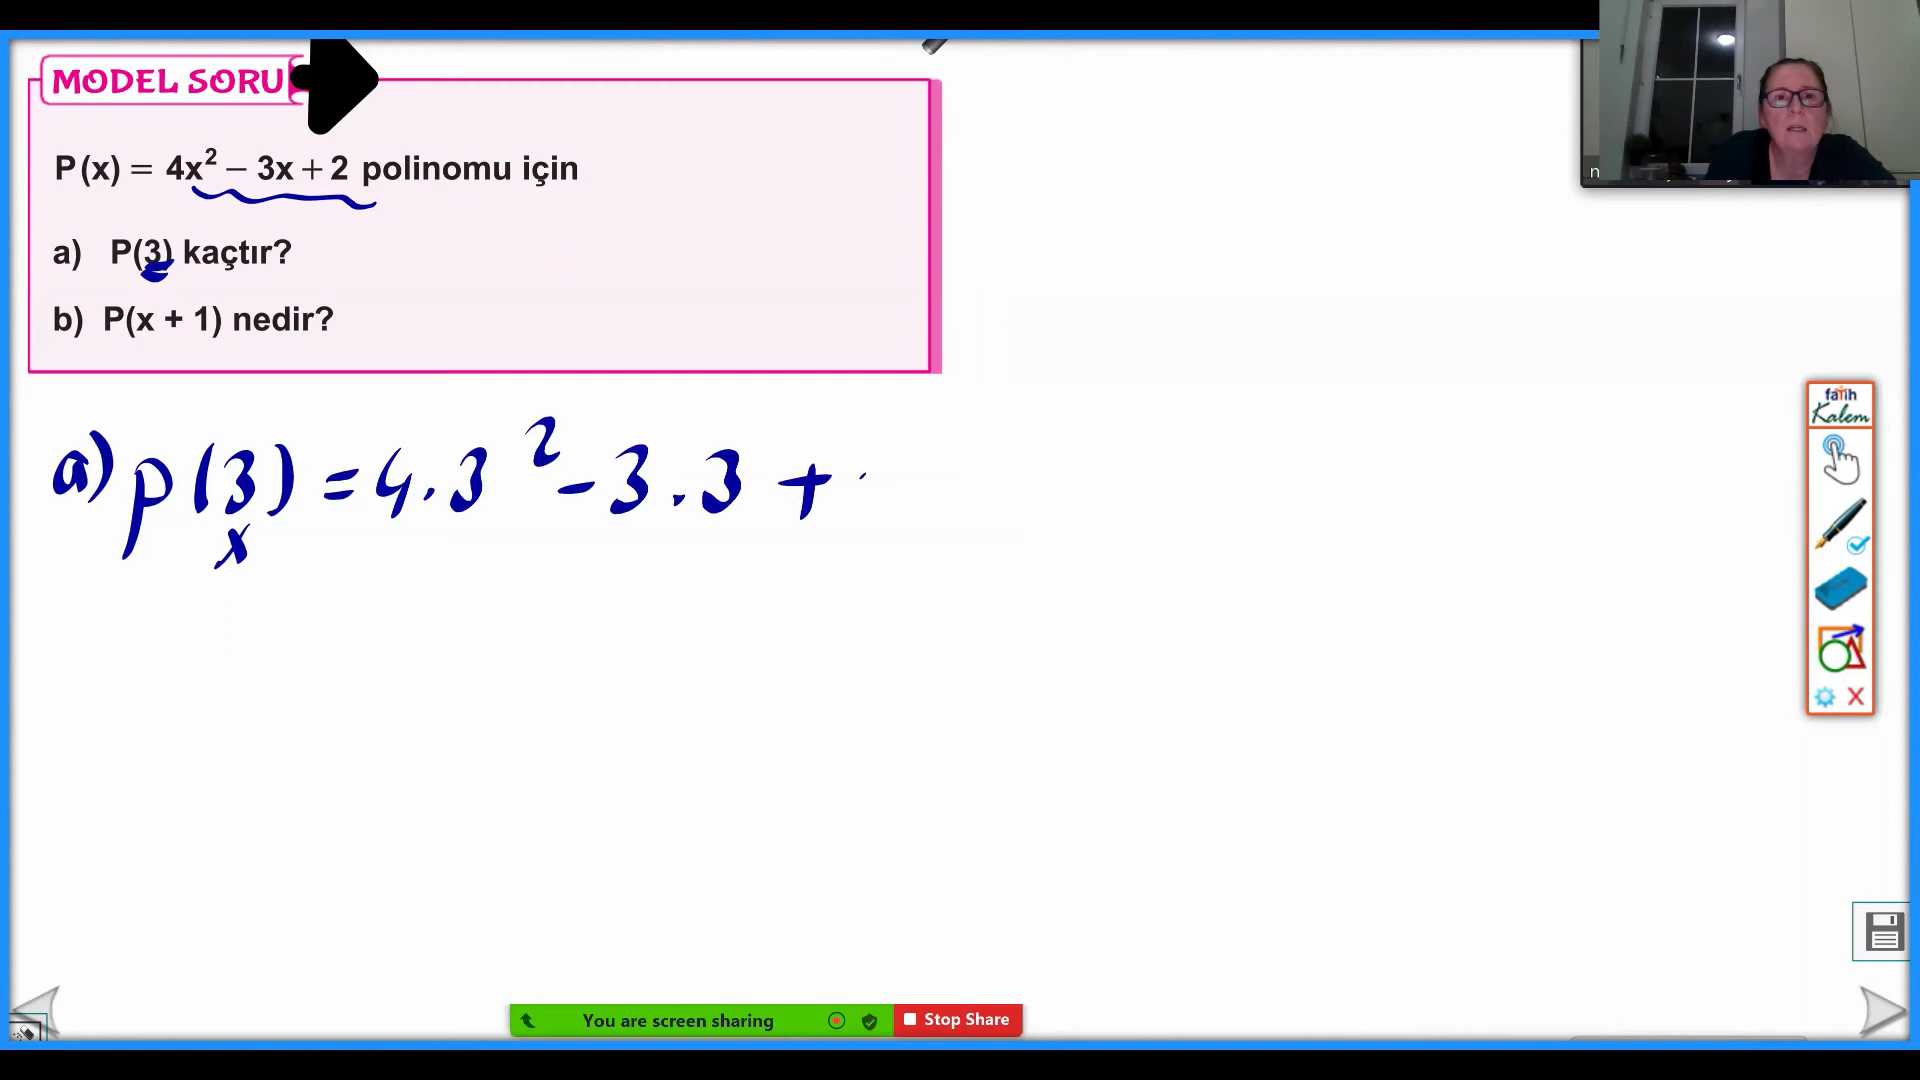 MODEL SORU
P(x) = 4x² − 3x + 2 polinomu için
a) P(3) kaçtır?
b) P(x + 1) nedir?
a) p(3) = 4.3² - 3.3 +
x
fatih
Kalem
You are screen sharing
Stop Share